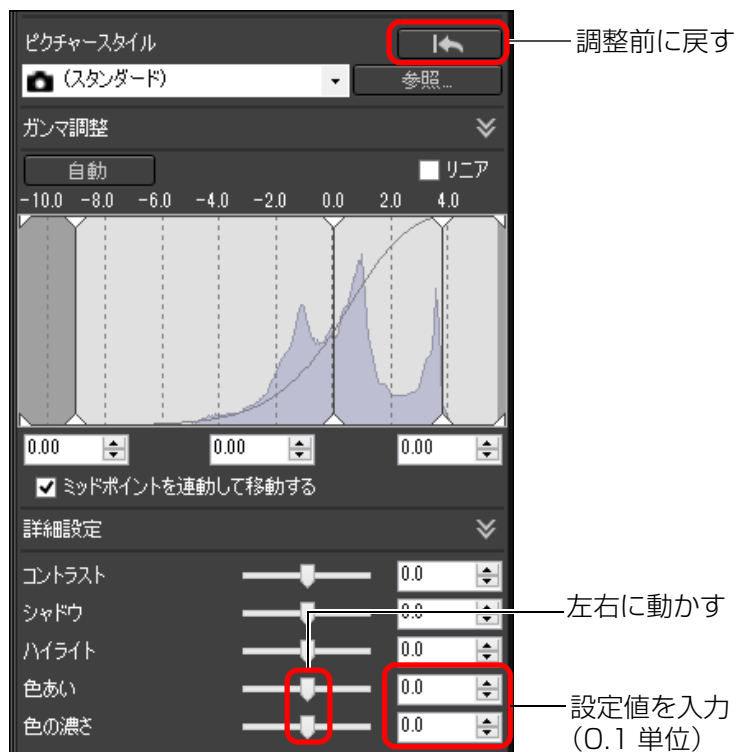 ピクチャースタイル
調整前に戻す
(スタンダード)
参照...
ガンマ調整
自動
リニア
-10.0 -8.0 -6.0 -4.0 -2.0 0.0 2.0 4.0
0.00 0.00 0.00
ミッドポイントを連動して移動する
詳細設定
コントラスト 0.0
シャドウ 0.0
左右に動かす
ハイライト 0.0
色あい 0.0
設定値を入力
(0.1 単位)
色の濃さ 0.0